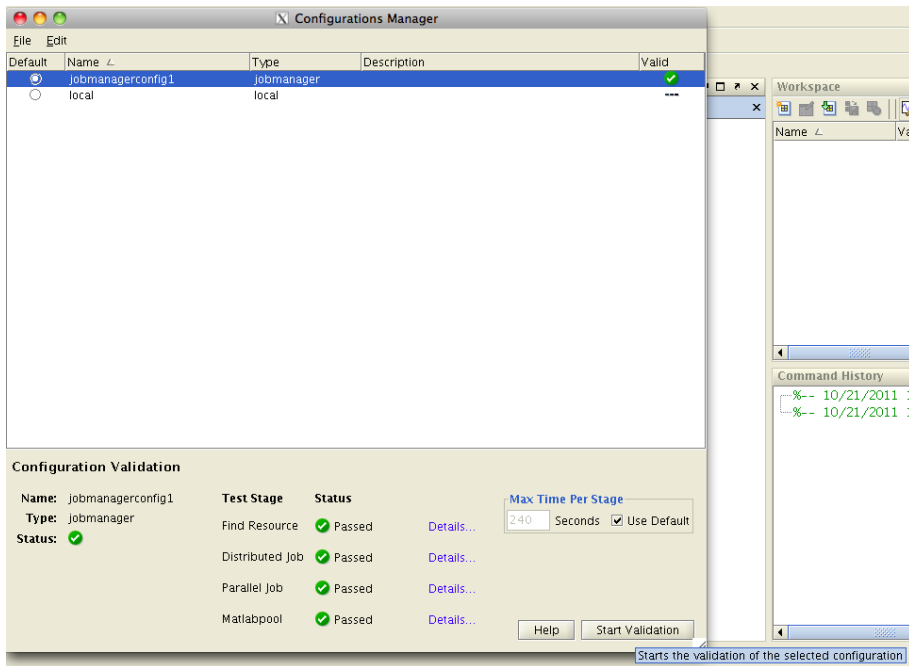 Configurations Manager
File Edit
Default Name Type Description Valid
jobmanagerconfig1 jobmanager
local local ---
Workspace
Name
Command History
%-- 10/21/2011
%-- 10/21/2011
Configuration Validation
Name: jobmanagerconfig1
Type: jobmanager
Status:
Test Stage Status
Find Resource Passed Details...
Distributed Job Passed Details...
Parallel Job Passed Details...
Matlabpool Passed Details...
Max Time Per Stage
240 Seconds Use Default
Help Start Validation
Starts the validation of the selected configuration